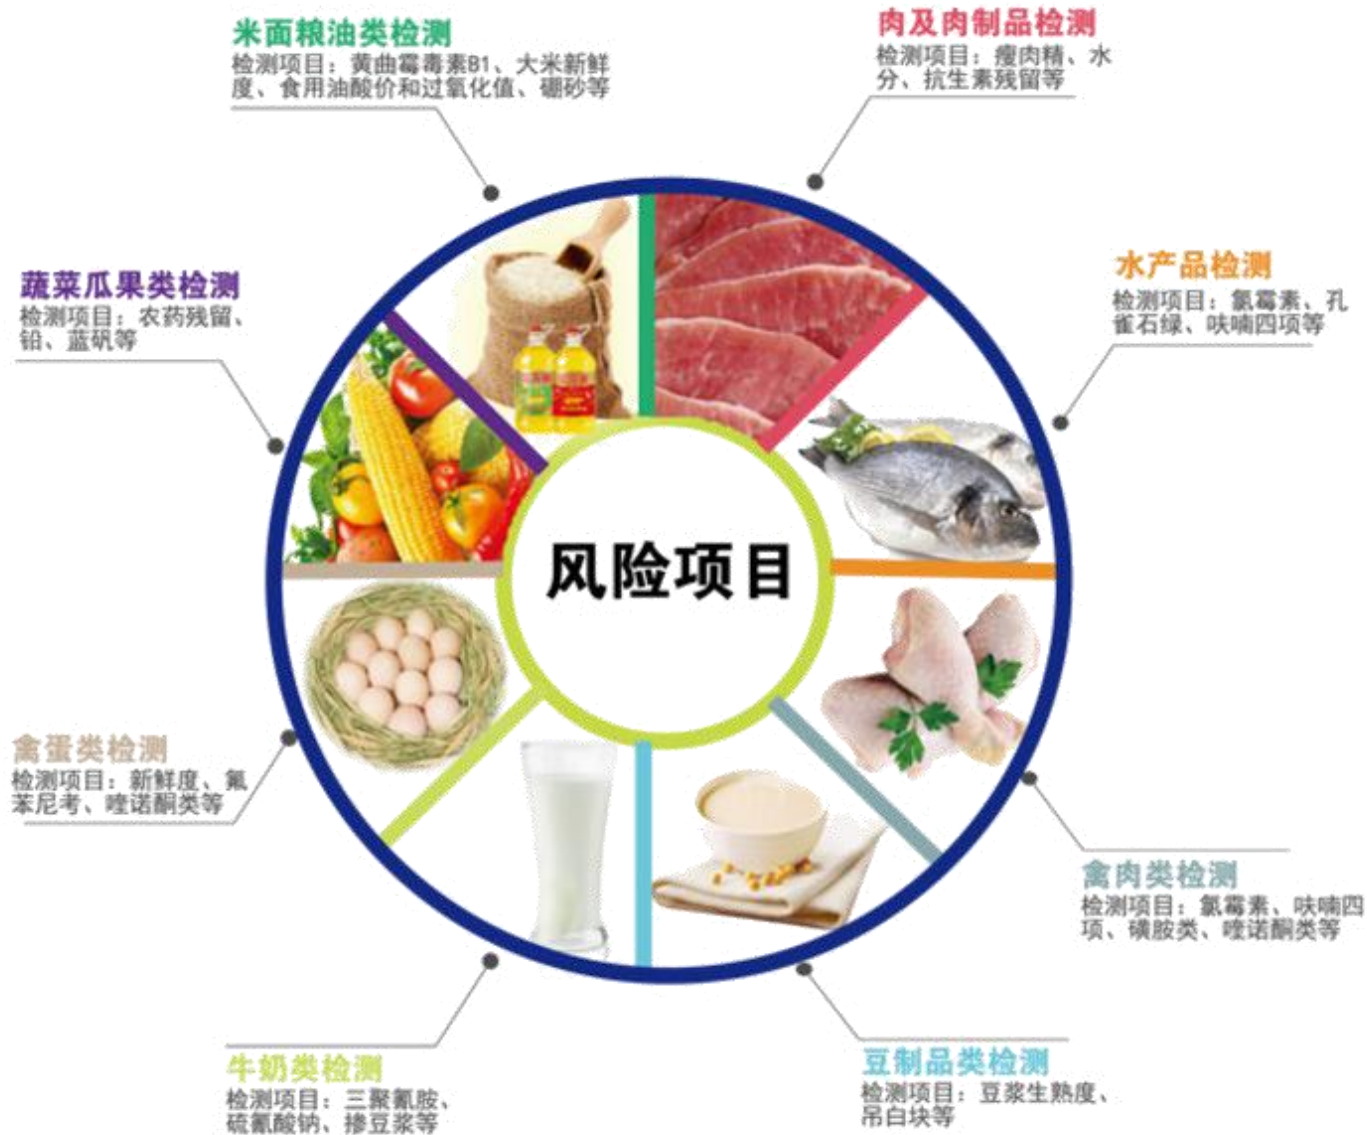 米面粮油类检测
检测项目：黄曲霉毒素B1、大米新鲜
度、食用油酸价和过氧化值、硼砂等
肉及肉制品检测
检测项目：瘦肉精、水
分、抗生素残留等
水产品检测
检测项目：氯霉素、孔
雀石绿、呋喃四项等
蔬菜瓜果类检测
检测项目：农药残留、
铅、蓝矾等
风险项目
禽蛋类检测
检测项目：新鲜度、氟
苯尼考、喹诺酮类等
禽肉类检测
检测项目：氯霉素、呋喃四
项、磺胺类、喹诺酮类等
牛奶类检测
检测项目：三聚氰胺、
硫氰酸钠、掺豆浆等
豆制品类检测
检测项目：豆浆生熟度、
吊白块等